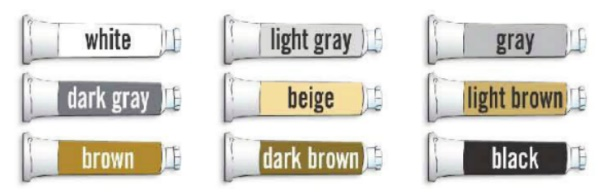 white light gray gray
dark gray beige light brown
brown dark brown black